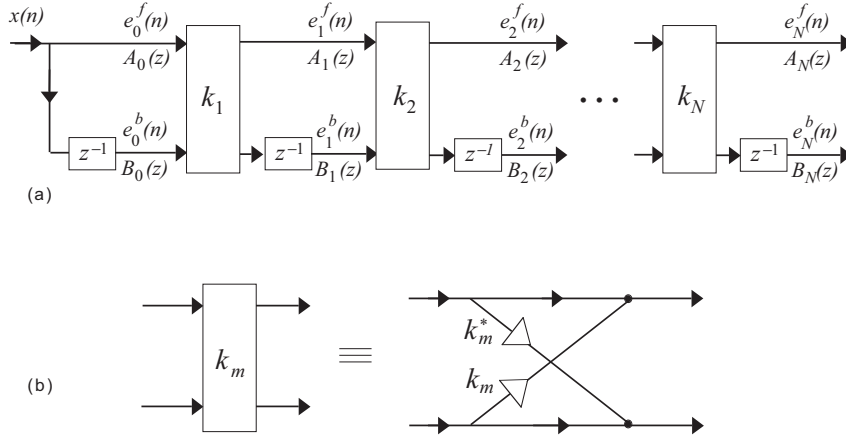 x(n) e_0^f(n) e_1^f(n) e_2^f(n) e_N^f(n)
A_0(z) A_1(z) A_2(z) A_N(z)
k_1 k_2 . . . k_N
e_0^b(n) e_1^b(n) e_2^b(n) e_N^b(n)
z^{-1} z^{-1} z^{-1} z^{-1}
B_0(z) B_1(z) B_2(z) B_N(z)
(a)
k_m^*
k_m ≡ k_m
(b)